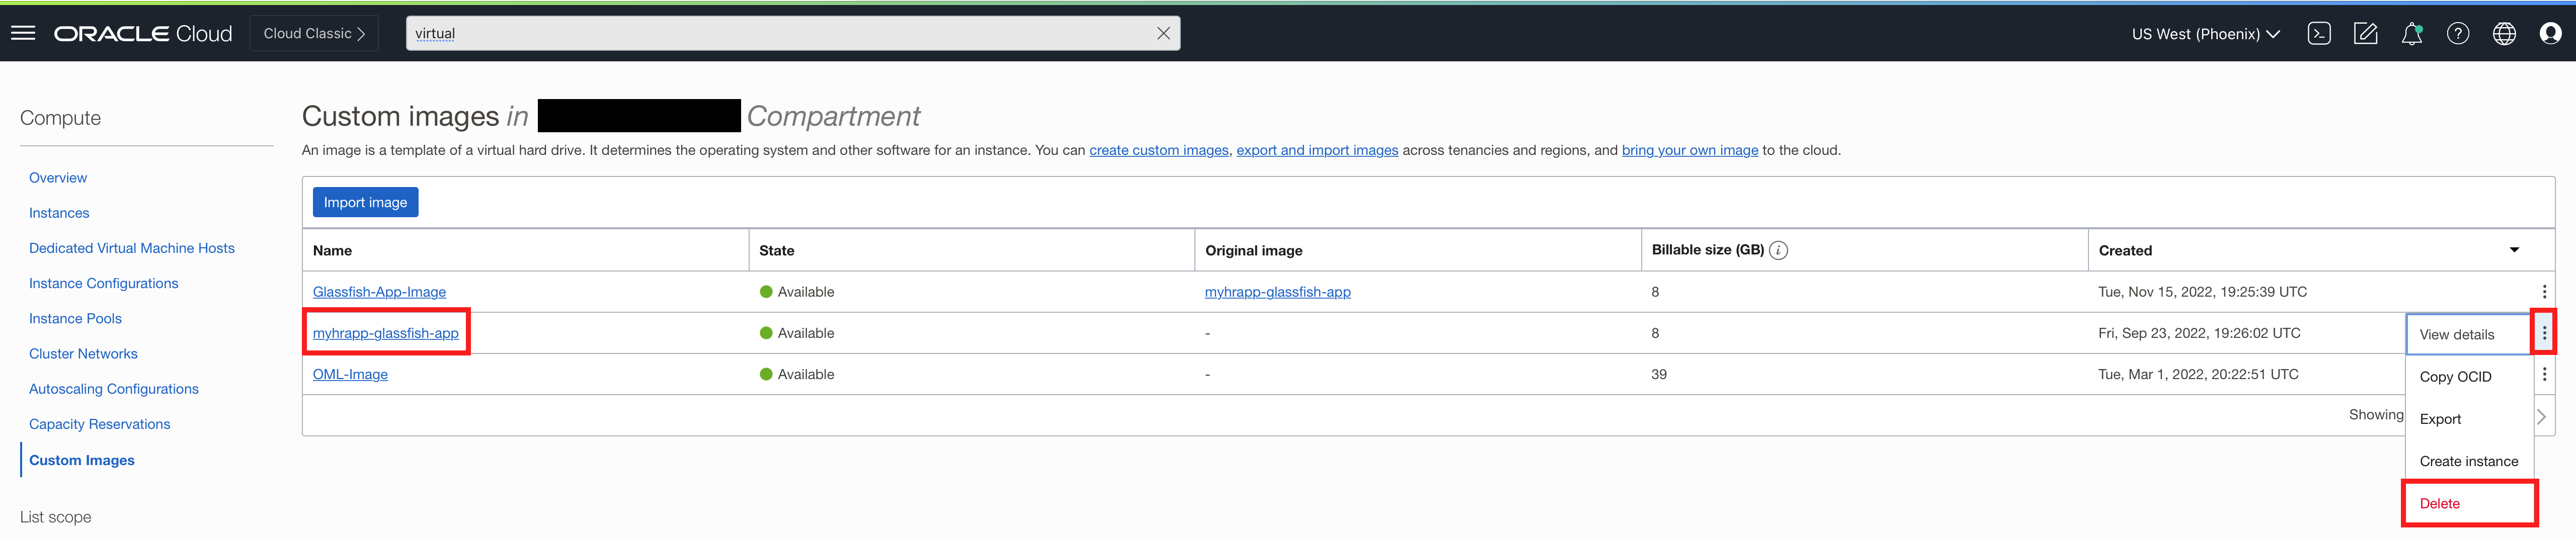 ORACLE Cloud
Cloud Classic
virtual
US West (Phoenix)
Compute
Overview
Instances
Dedicated Virtual Machine Hosts
Instance Configurations
Instance Pools
Cluster Networks
Autoscaling Configurations
Capacity Reservations
Custom Images
List scope
Custom images in Compartment
An image is a template of a virtual hard drive. It determines the operating system and other software for an instance. You can create custom images, export and import images across tenancies and regions, and bring your own image to the cloud.
Import image
Name State Original image Billable size (GB) i Created
Glassfish-App-Image Available myhrapp-glassfish-app 8 Tue, Nov 15, 2022, 19:25:39 UTC
myhrapp-glassfish-app Available - 8 Fri, Sep 23, 2022, 19:26:02 UTC
OML-Image Available - 39 Tue, Mar 1, 2022, 20:22:51 UTC
Showing
View details
Copy OCID
Export
Create instance
Delete